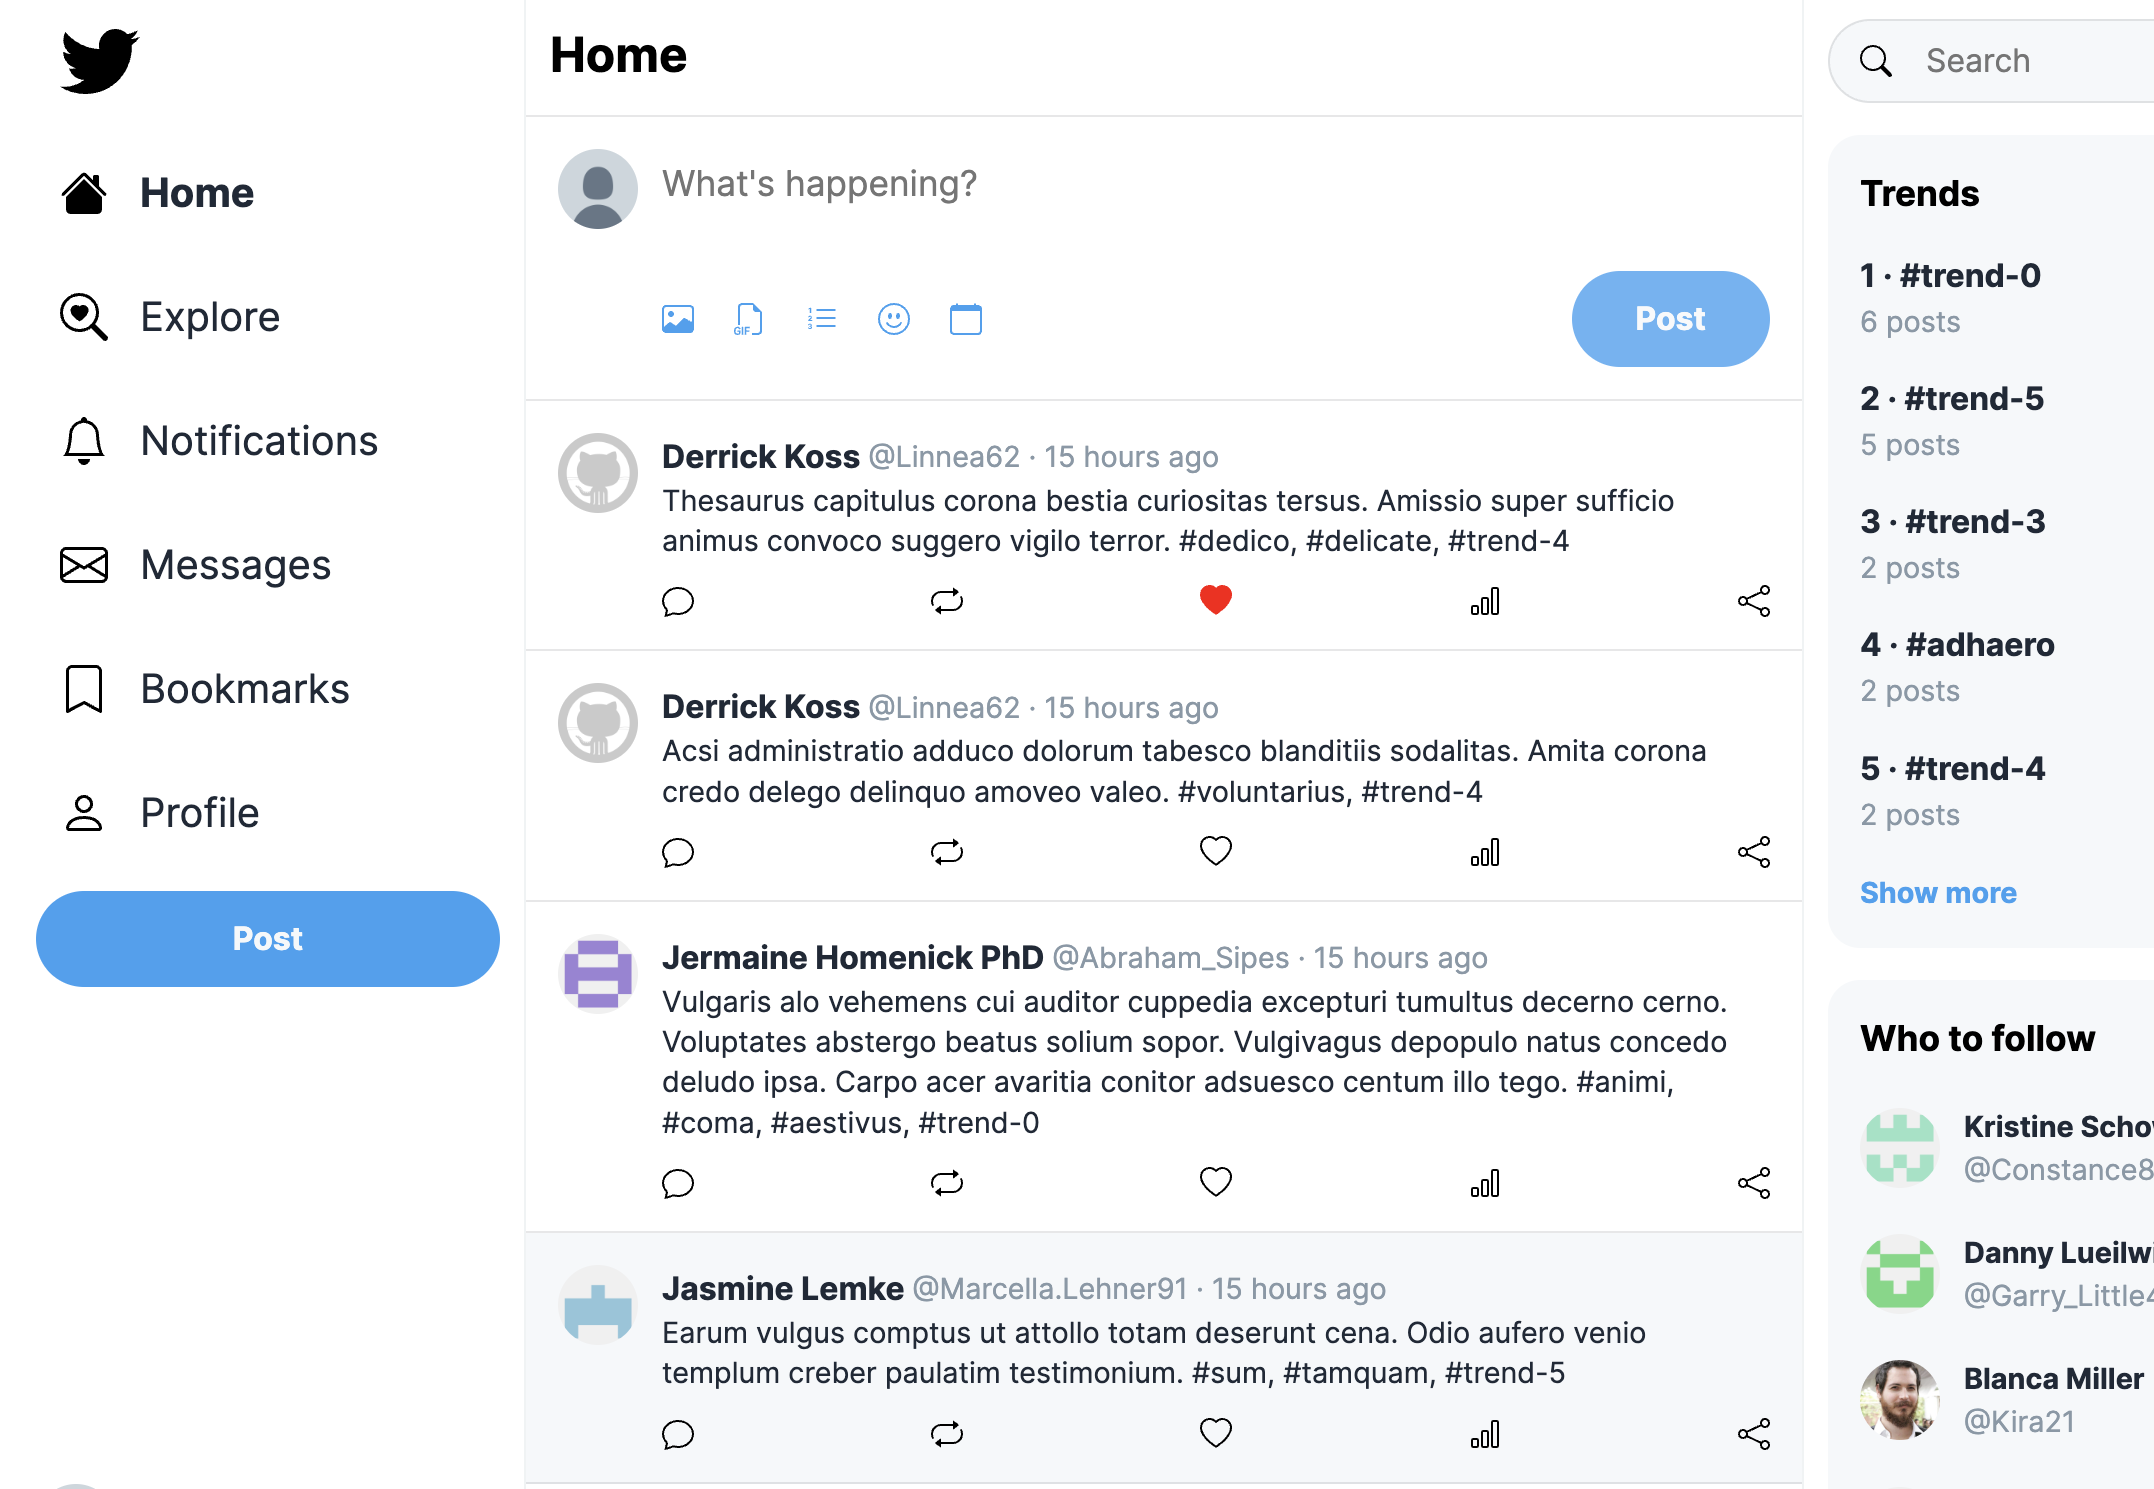 Home
Explore
Notifications
Messages
Bookmarks
Profile
Post
Home
What's happening?
GIF
Post
Derrick Koss @Linnea62 · 15 hours ago
Thesaurus capitulus corona bestia curiositas tersus. Amissio super sufficio
animus convoco suggero vigilo terror. #dedico, #delicate, #trend-4
Derrick Koss @Linnea62 · 15 hours ago
Acsi administratio adduco dolorum tabesco blanditiis sodalitas. Amita corona
credo delego delinquo amoveo valeo. #voluntarius, #trend-4
Jermaine Homenick PhD @Abraham_Sipes · 15 hours ago
Vulgaris alo vehemens cui auditor cuppedia excepturi tumultus decerno cerno.
Voluptates abstergo beatus solium sopor. Vulgivagus depopulo natus concedo
deludo ipsa. Carpo acer avaritia conitor adsuesco centum illo tego. #animi,
#coma, #aestivus, #trend-0
Jasmine Lemke @Marcella.Lehner91 · 15 hours ago
Earum vulgus comptus ut attollo totam deserunt cena. Odio aufero venio
templum creber paulatim testimonium. #sum, #tamquam, #trend-5
Search
Trends
1 · #trend-0
6 posts
2 · #trend-5
5 posts
3 · #trend-3
2 posts
4 · #adhaero
2 posts
5 · #trend-4
2 posts
Show more
Who to follow
Kristine
@Constance8
Danny
@Garry_Little4
Blanca Miller
@Kira21